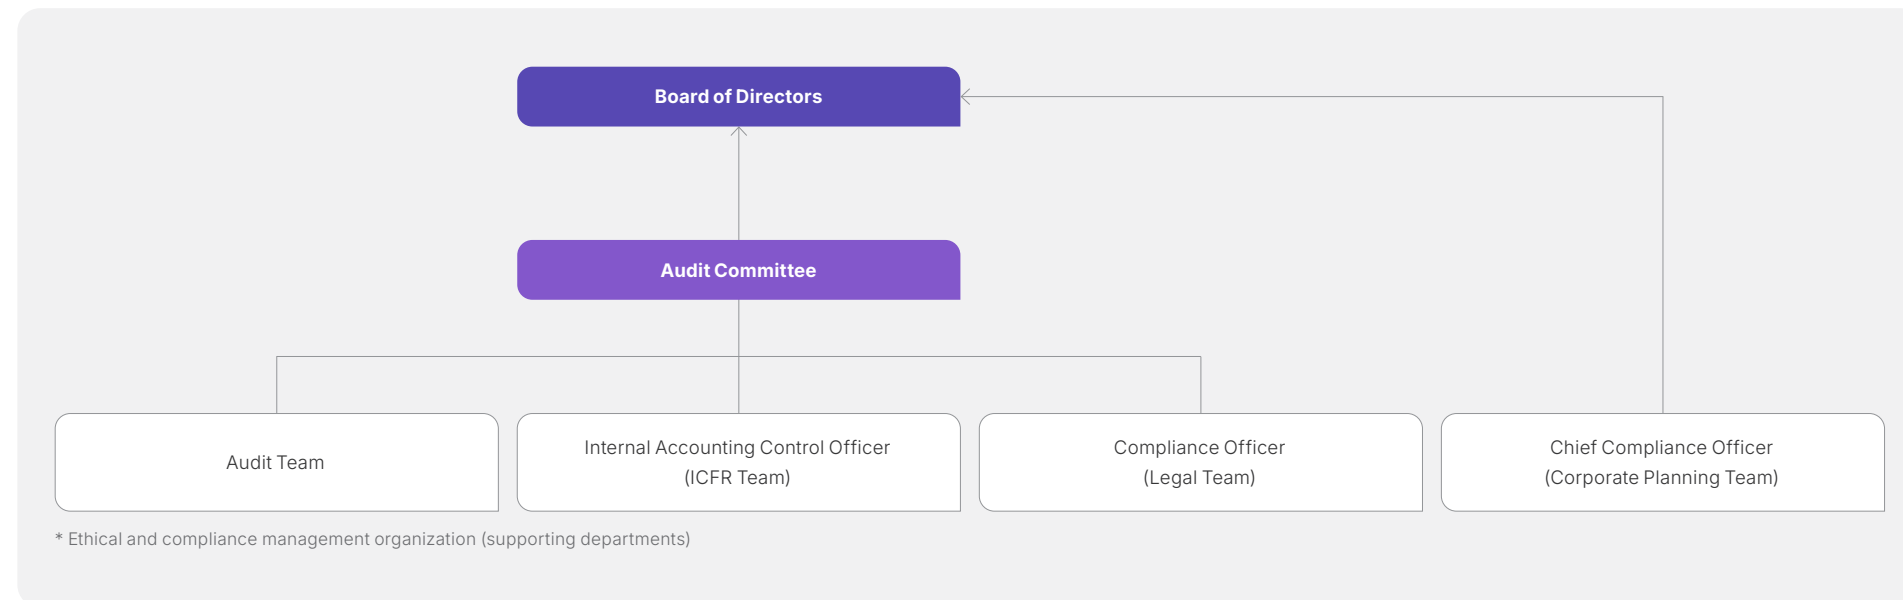 Board of Directors
Audit Committee
Audit Team
Internal Accounting Control Officer
(ICFR Team)
Compliance Officer
(Legal Team)
Chief Compliance Officer
(Corporate Planning Team)
* Ethical and compliance management organization (supporting departments)